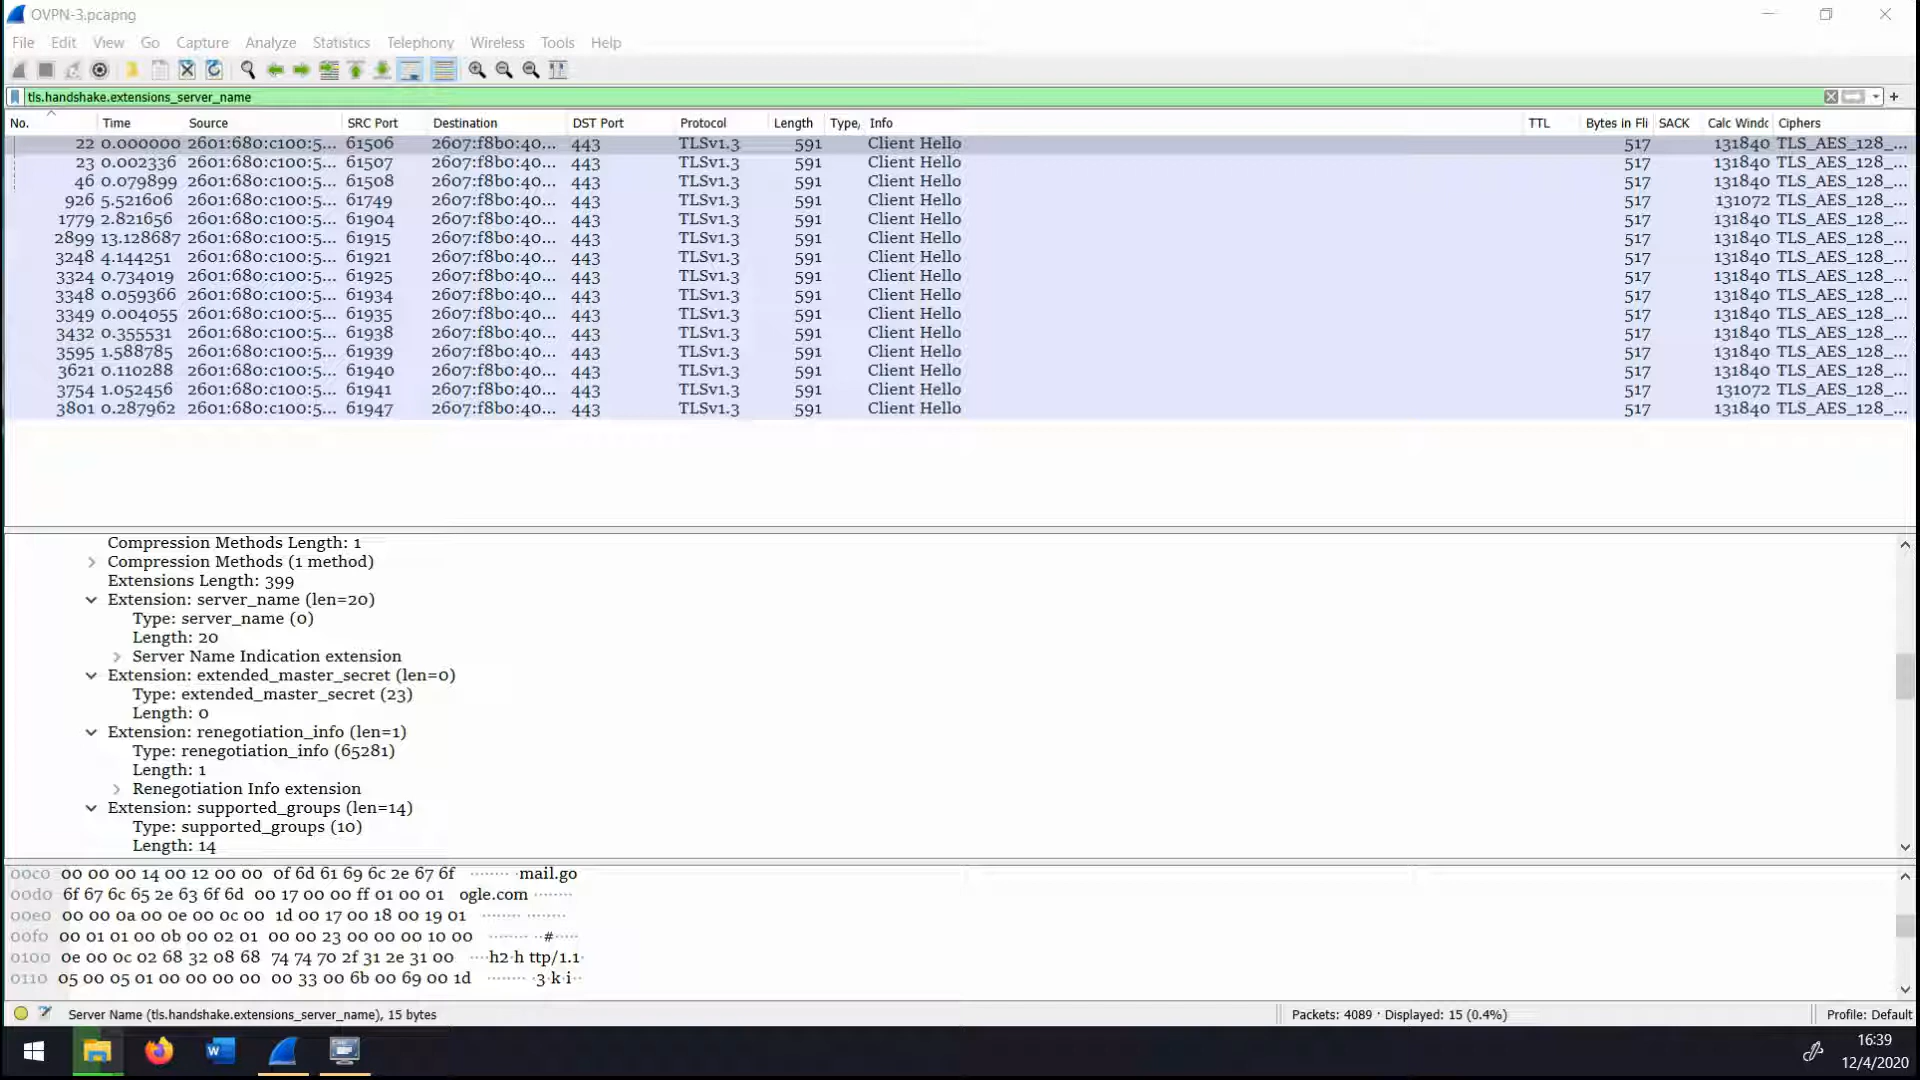 OVPN-3.pcapng
File Edit View Go Capture Analyze Statistics Telephony Wireless Tools Help
tls.handshake.extensions_server_name
No. Time Source SRC Port Destination DST Port Protocol Length Type, Info TTL Bytes in Fli SACK Calc Windc Ciphers
22 0.000000 2601:680:c100:5... 61506 2607:f8b0:40... 443 TLSv1.3 591 Client Hello 517 131840 TLS_AES_128_...
23 0.002336 2601:680:c100:5... 61507 2607:f8b0:40... 443 TLSv1.3 591 Client Hello 517 131840 TLS_AES_128_...
46 0.079899 2601:680:c100:5... 61508 2607:f8b0:40... 443 TLSv1.3 591 Client Hello 517 131840 TLS_AES_128_...
926 5.521606 2601:680:c100:5... 61749 2607:f8b0:40... 443 TLSv1.3 591 Client Hello 517 131072 TLS_AES_128_...
1779 2.821656 2601:680:c100:5... 61904 2607:f8b0:40... 443 TLSv1.3 591 Client Hello 517 131840 TLS_AES_128_...
2899 13.128687 2601:680:c100:5... 61915 2607:f8b0:40... 443 TLSv1.3 591 Client Hello 517 131840 TLS_AES_128_...
3248 4.144251 2601:680:c100:5... 61921 2607:f8b0:40... 443 TLSv1.3 591 Client Hello 517 131840 TLS_AES_128_...
3324 0.734019 2601:680:c100:5... 61925 2607:f8b0:40... 443 TLSv1.3 591 Client Hello 517 131840 TLS_AES_128_...
3348 0.059366 2601:680:c100:5... 61934 2607:f8b0:40... 443 TLSv1.3 591 Client Hello 517 131840 TLS_AES_128_...
3349 0.004055 2601:680:c100:5... 61935 2607:f8b0:40... 443 TLSv1.3 591 Client Hello 517 131840 TLS_AES_128_...
3432 0.355531 2601:680:c100:5... 61938 2607:f8b0:40... 443 TLSv1.3 591 Client Hello 517 131840 TLS_AES_128_...
3595 1.588785 2601:680:c100:5... 61939 2607:f8b0:40... 443 TLSv1.3 591 Client Hello 517 131840 TLS_AES_128_...
3621 0.110288 2601:680:c100:5... 61940 2607:f8b0:40... 443 TLSv1.3 591 Client Hello 517 131840 TLS_AES_128_...
3754 1.052456 2601:680:c100:5... 61941 2607:f8b0:40... 443 TLSv1.3 591 Client Hello 517 131072 TLS_AES_128_...
3801 0.287962 2601:680:c100:5... 61947 2607:f8b0:40... 443 TLSv1.3 591 Client Hello 517 131840 TLS_AES_128_...
Compression Methods Length: 1
Compression Methods (1 method)
Extensions Length: 399
Extension: server_name (len=20)
Type: server_name (0)
Length: 20
Server Name Indication extension
Extension: extended_master_secret (len=0)
Type: extended_master_secret (23)
Length: 0
Extension: renegotiation_info (len=1)
Type: renegotiation_info (65281)
Length: 1
Renegotiation Info extension
Extension: supported_groups (len=14)
Type: supported_groups (10)
Length: 14
00c0 00 00 00 14 00 12 00 00 0f 6d 61 69 6c 2e 67 6f ········ ·mail.go
00d0 6f 67 6c 65 2e 63 6f 6d 00 17 00 00 ff 01 00 01 ogle.com ········
00e0 00 00 0a 00 0e 00 0c 00 1d 00 17 00 18 00 19 01 ········ ········
00f0 00 01 01 00 0b 00 02 01 00 00 23 00 00 00 10 00 ········ ··#·····
0100 0e 00 0c 02 68 32 08 68 74 74 70 2f 31 2e 31 00 ····h2·h ttp/1.1·
0110 05 00 05 01 00 00 00 00 00 33 00 6b 00 69 00 1d ········ ·3·k·i··
Server Name (tls.handshake.extensions_server_name), 15 bytes Packets: 4089 · Displayed: 15 (0.4%) Profile: Default
16:39
12/4/2020